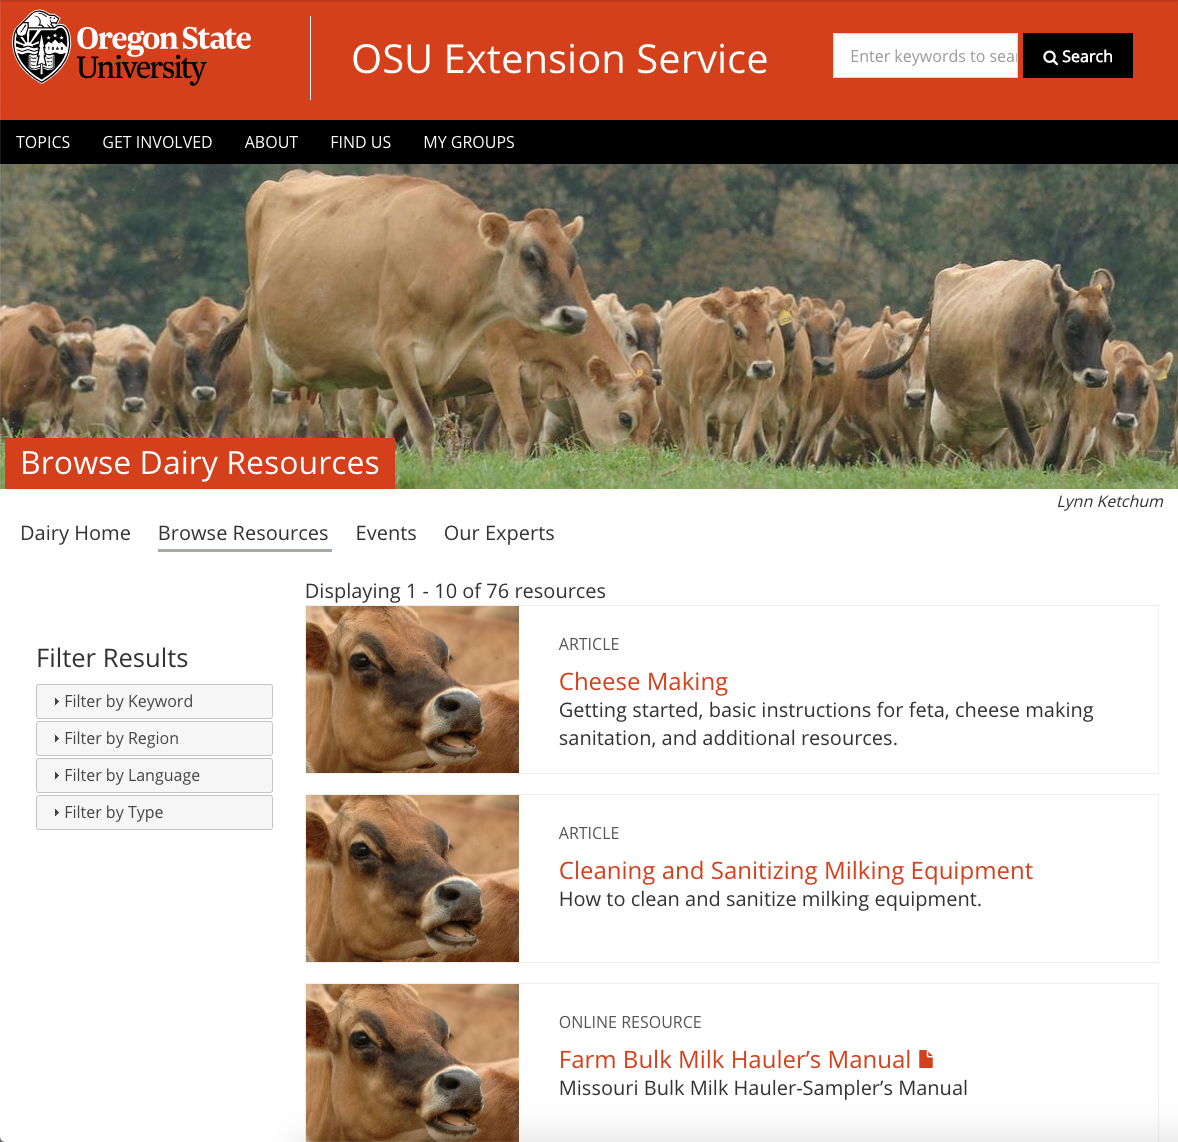 Oregon State
University
OSU Extension Service
Enter keywords to sear
Search
TOPICS
GET INVOLVED
ABOUT
FIND US
MY GROUPS
Browse Dairy Resources
Lynn Ketchum
Dairy Home
Browse Resources
Events
Our Experts
Displaying 1 - 10 of 76 resources
Filter Results
Filter by Keyword
Filter by Region
Filter by Language
Filter by Type
ARTICLE
Cheese Making
Getting started, basic instructions for feta, cheese making
sanitation, and additional resources.
ARTICLE
Cleaning and Sanitizing Milking Equipment
How to clean and sanitize milking equipment.
ONLINE RESOURCE
Farm Bulk Milk Hauler’s Manual
Missouri Bulk Milk Hauler-Sampler’s Manual